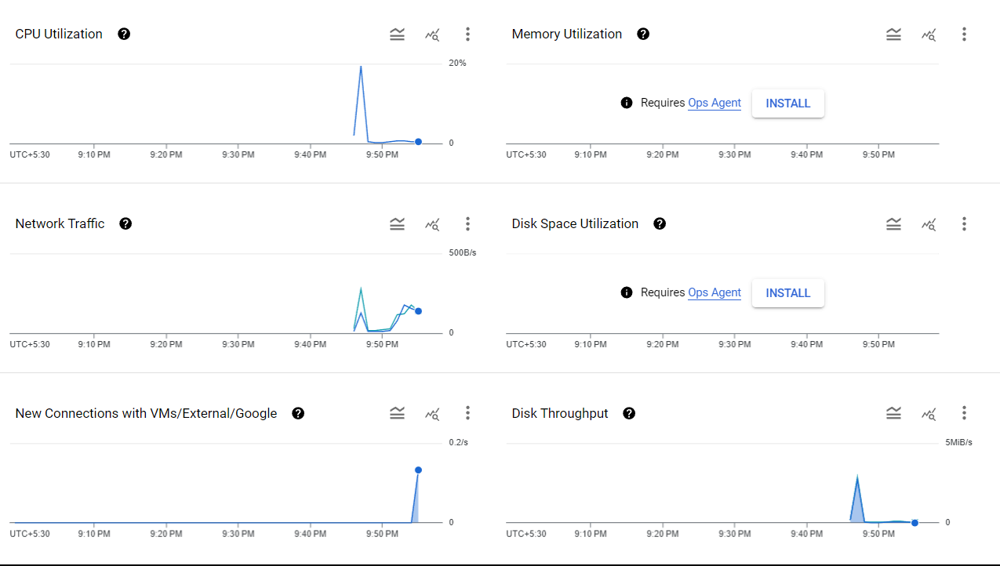 CPU Utilization
20%
0
UTC+5:30 9:10 PM 9:20 PM 9:30 PM 9:40 PM 9:50 PM
Memory Utilization
Requires Ops Agent INSTALL
UTC+5:30 9:10 PM 9:20 PM 9:30 PM 9:40 PM 9:50 PM
Network Traffic
500B/s
0
UTC+5:30 9:10 PM 9:20 PM 9:30 PM 9:40 PM 9:50 PM
Disk Space Utilization
Requires Ops Agent INSTALL
UTC+5:30 9:10 PM 9:20 PM 9:30 PM 9:40 PM 9:50 PM
New Connections with VMs/External/Google
0.2/s
0
UTC+5:30 9:10 PM 9:20 PM 9:30 PM 9:40 PM 9:50 PM
Disk Throughput
5MiB/s
0
UTC+5:30 9:10 PM 9:20 PM 9:30 PM 9:40 PM 9:50 PM